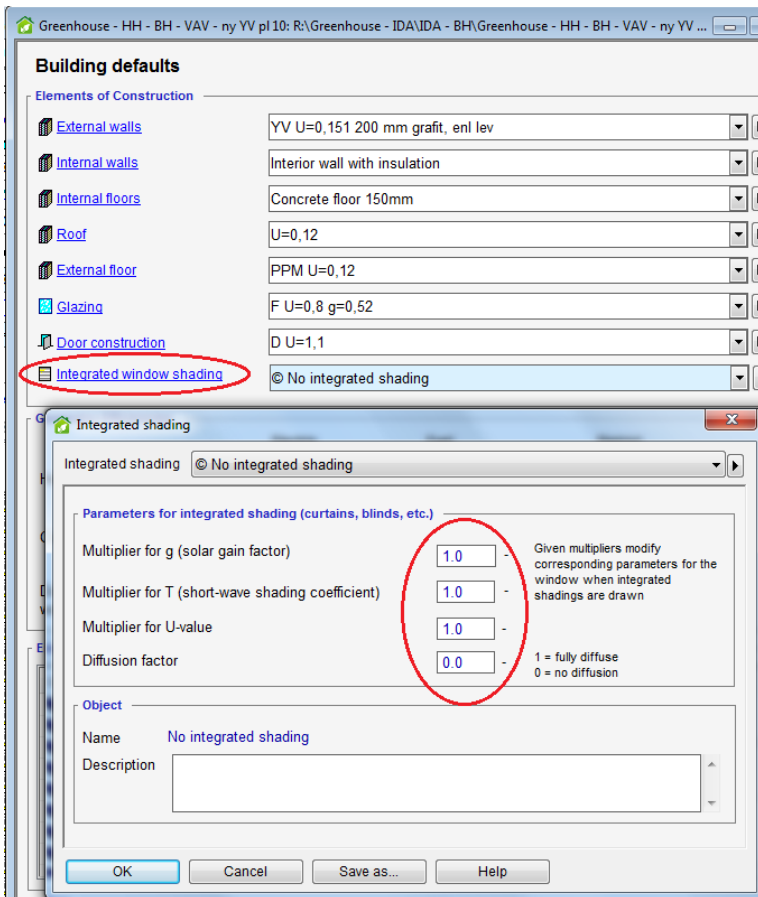 Greenhouse - HH - BH - VAV - ny YV pl 10: R:\Greenhouse - IDA\IDA - BH\Greenhouse - HH - BH - VAV - ny YV ...
Building defaults
Elements of Construction
External walls YV U=0,151 200 mm grafit, enl lev
Internal walls Interior wall with insulation
Internal floors Concrete floor 150mm
Roof U=0,12
External floor PPM U=0,12
Glazing F U=0,8 g=0,52
Door construction D U=1,1
Integrated window shading © No integrated shading
Integrated shading
Integrated shading © No integrated shading
Parameters for integrated shading (curtains, blinds, etc.)
Multiplier for g (solar gain factor) 1.0 -
Multiplier for T (short-wave shading coefficient) 1.0 -
Multiplier for U-value 1.0 -
Diffusion factor 0.0 -
Given multipliers modify
corresponding parameters for the
window when integrated
shadings are drawn
1 = fully diffuse
0 = no diffusion
Object
Name No integrated shading
Description
OK Cancel Save as... Help